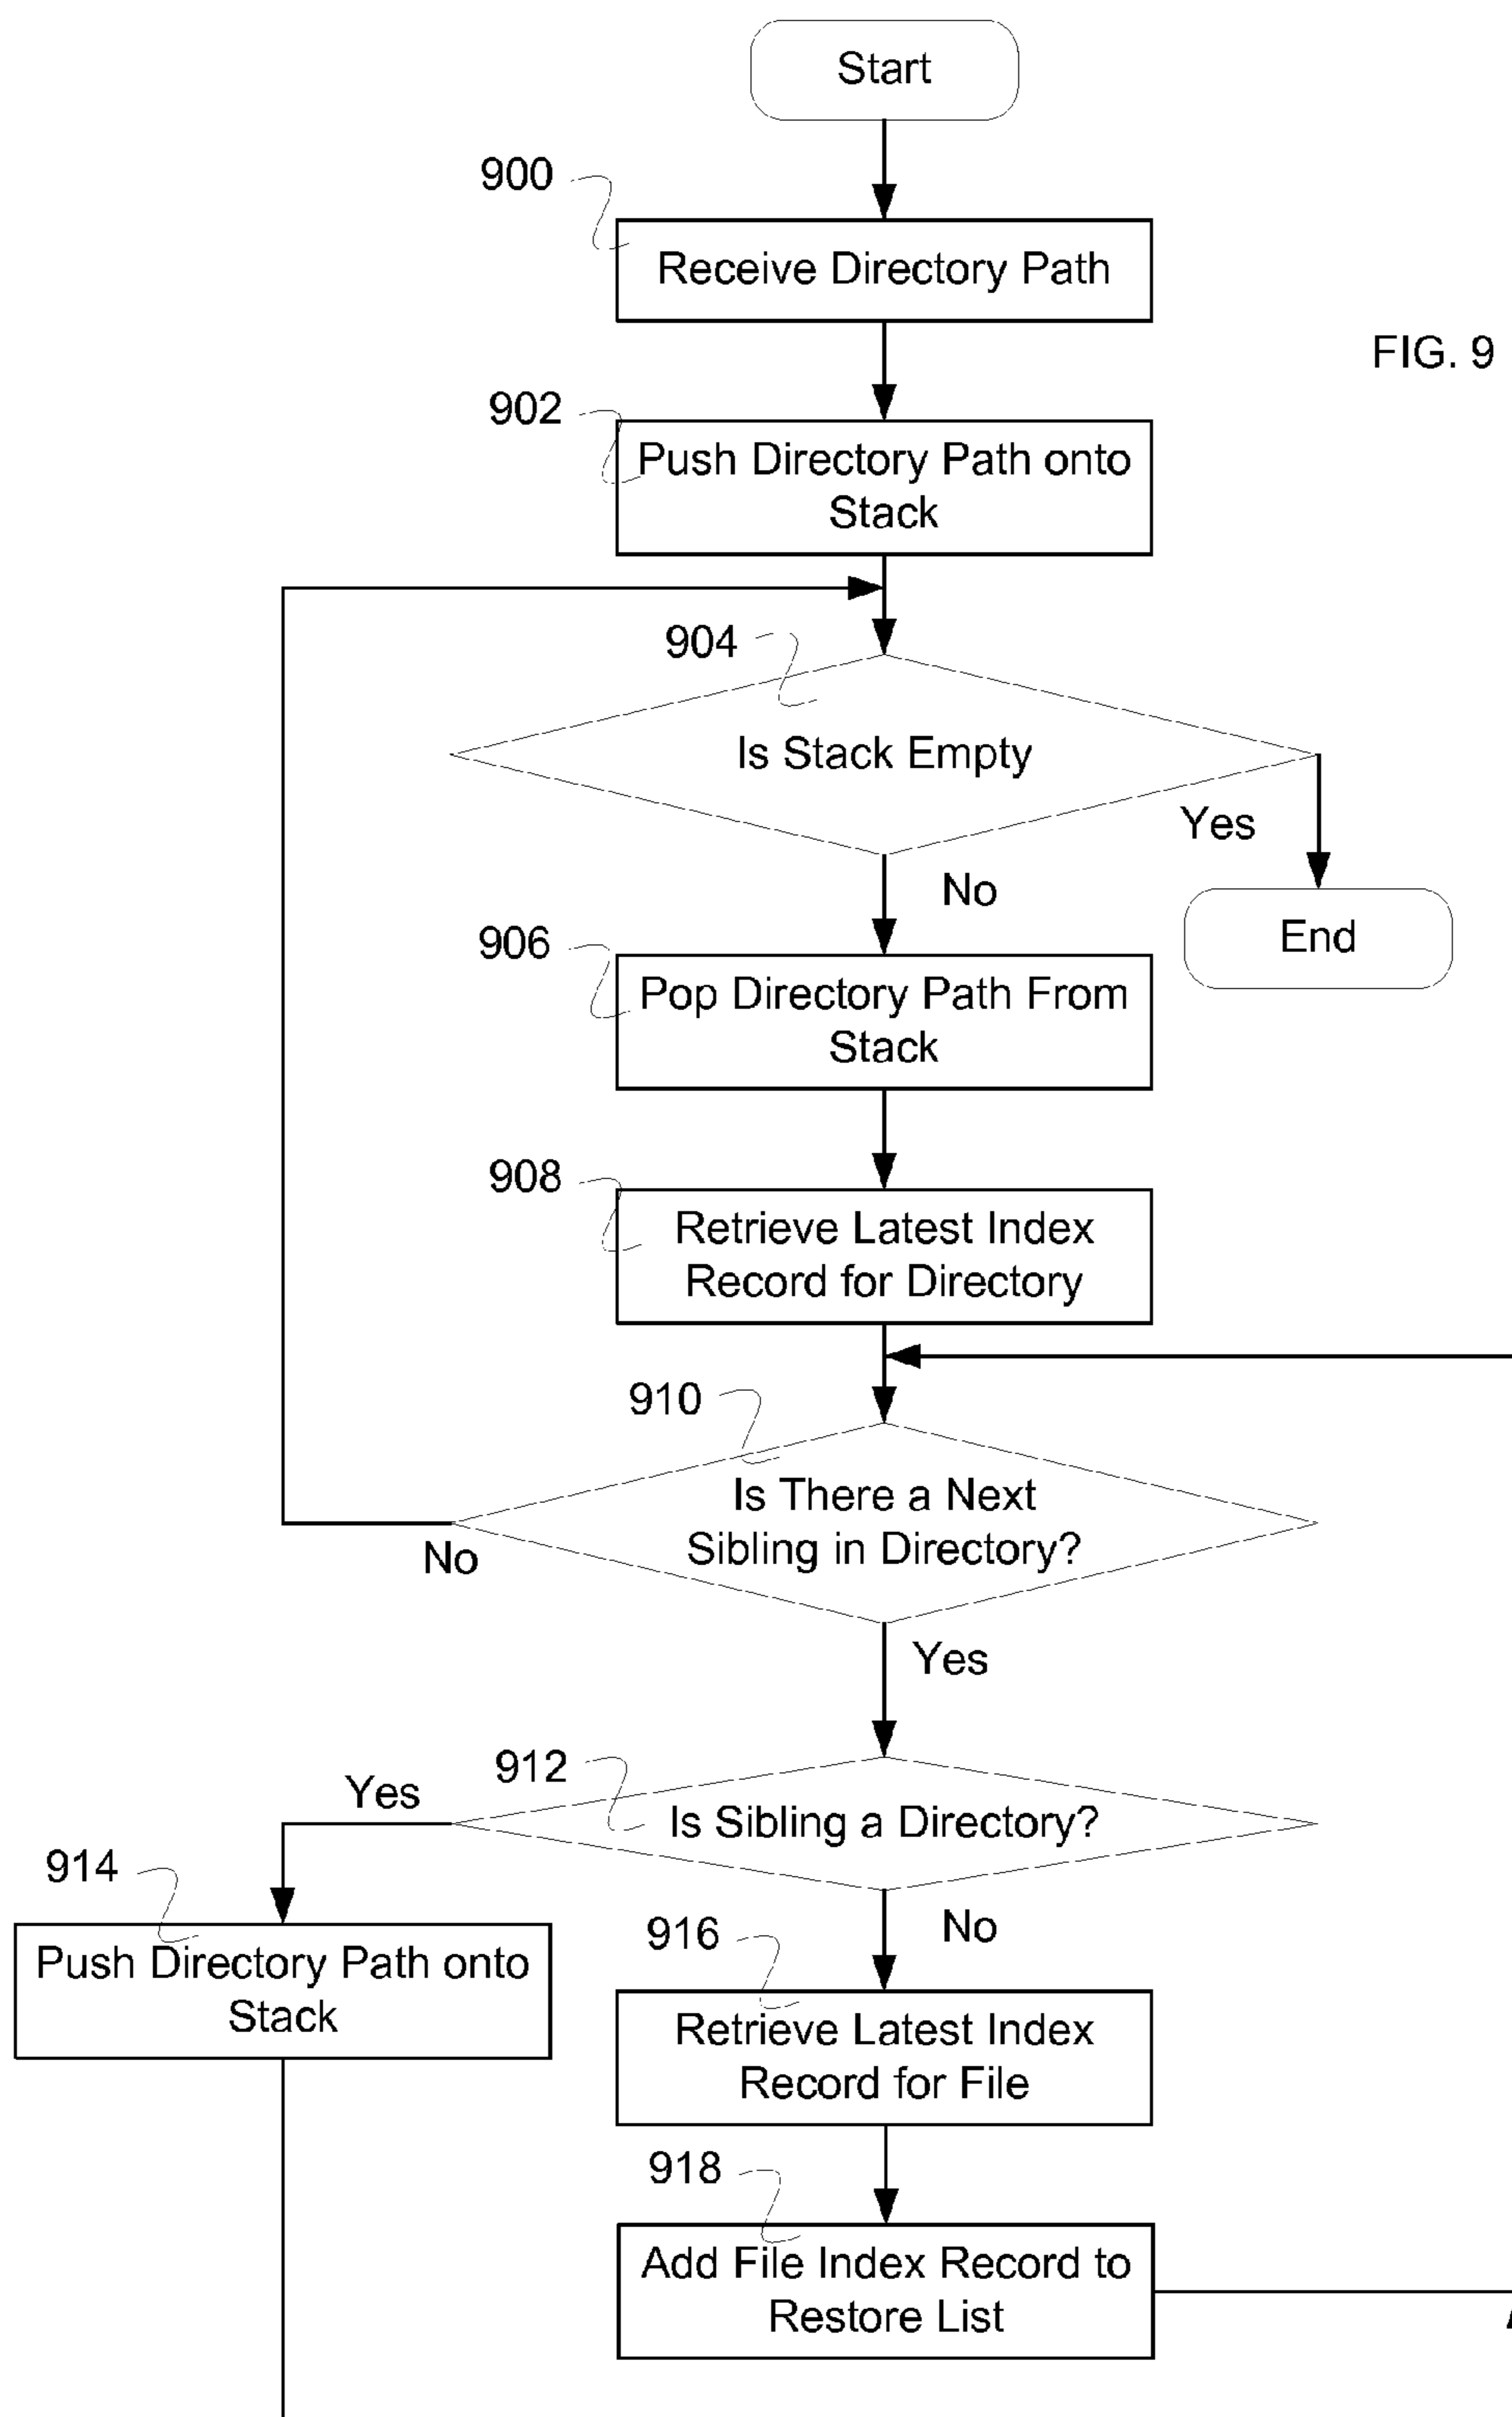 Start
900
Receive Directory Path
FIG. 9
902
Push Directory Path onto
Stack
904
Is Stack Empty
Yes
No
End
906
Pop Directory Path From
Stack
908
Retrieve Latest Index
Record for Directory
910
Is There a Next
Sibling in Directory?
No
Yes
912
Yes
Is Sibling a Directory?
914
916
No
Push Directory Path onto
Stack
Retrieve Latest Index
Record for File
918
Add File Index Record to
Restore List